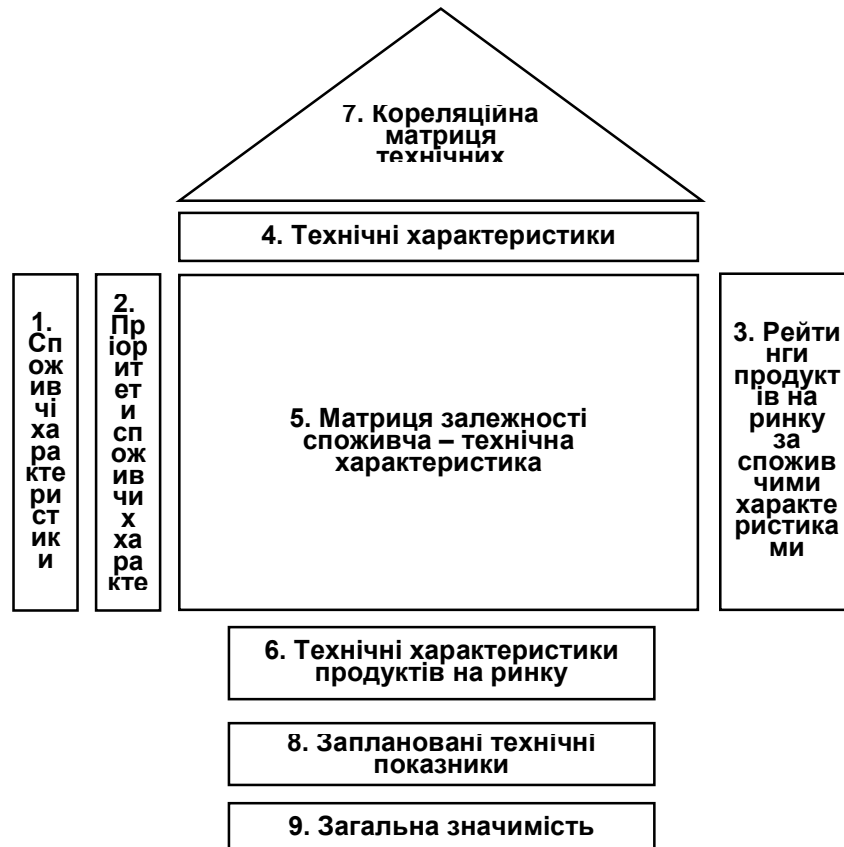 7. Кореляційна
матриця
технічних
4. Технічні характеристики
1.
Сп
ож
ив
чі х
ара
кте
ри
ст
ик
и
2.
Пр
іор
ит
ет
и сп
ож
ив
чи
х
ха
ра
кте
5. Матриця залежності
споживча – технічна
характеристика
3. Рейти
нги
продукт
ів на
ринку
за
спожив
чими
характе
ристика
ми
6. Технічні характеристики
продуктів на ринку
8. Заплановані технічні
показники
9. Загальна значимість